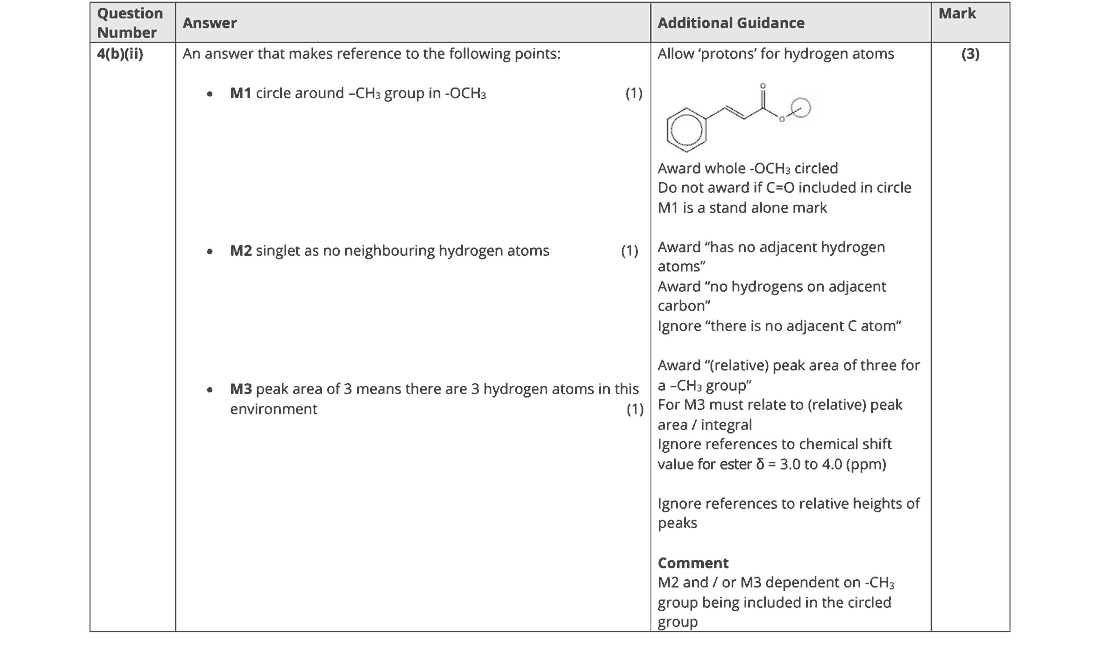 Question
Number
Answer
Additional Guidance
Mark
4(b)(ii)
An answer that makes reference to the following points:
• M1 circle around –CH₃ group in -OCH₃ (1)
• M2 singlet as no neighbouring hydrogen atoms (1)
• M3 peak area of 3 means there are 3 hydrogen atoms in this
environment (1)
Allow ‘protons’ for hydrogen atoms
O
O
Award whole -OCH₃ circled
Do not award if C=O included in circle
M1 is a stand alone mark
Award “has no adjacent hydrogen
atoms”
Award “no hydrogens on adjacent
carbon”
Ignore “there is no adjacent C atom”
Award “(relative) peak area of three for
a –CH₃ group”
For M3 must relate to (relative) peak
area / integral
Ignore references to chemical shift
value for ester δ = 3.0 to 4.0 (ppm)
Ignore references to relative heights of
peaks
Comment
M2 and / or M3 dependent on -CH₃
group being included in the circled
group
(3)